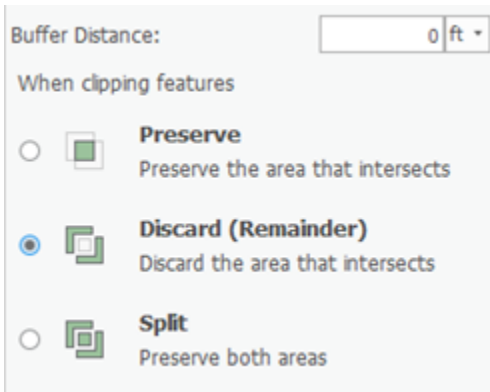 Buffer Distance: 0 ft
When clipping features
Preserve
Preserve the area that intersects
Discard (Remainder)
Discard the area that intersects
Split
Preserve both areas